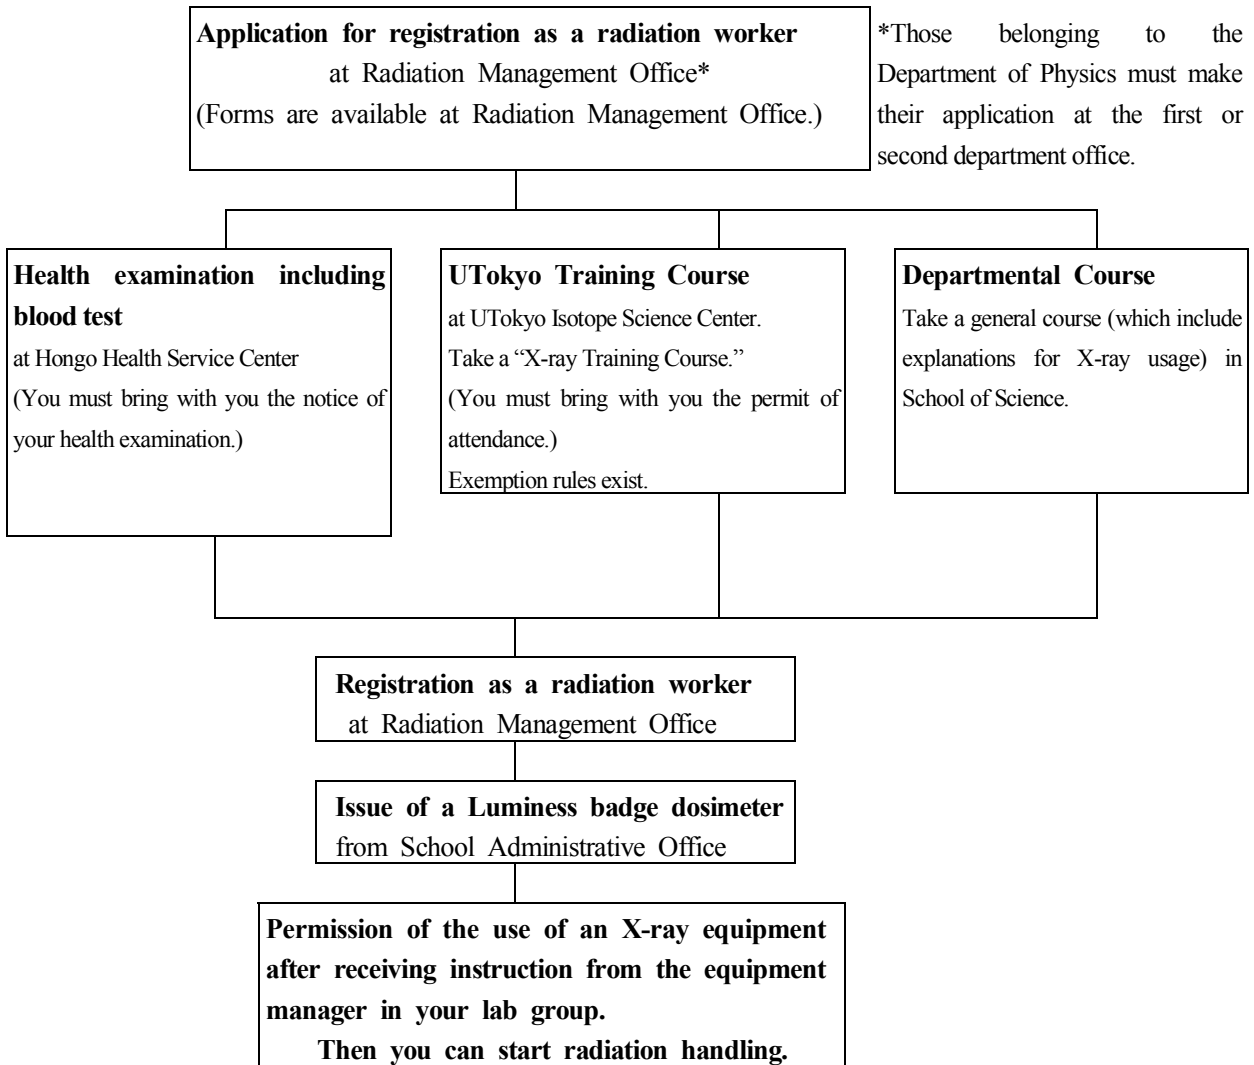 Application for registration as a radiation worker
at Radiation Management Office*
(Forms are available at Radiation Management Office.)
*Those belonging to the
Department of Physics must make
their application at the first or
second department office.
Health examination including
blood test
at Hongo Health Service Center
(You must bring with you the notice of
your health examination.)
UTokyo Training Course
at UTokyo Isotope Science Center.
Take a “X-ray Training Course.”
(You must bring with you the permit of
attendance.)
Exemption rules exist.
Departmental Course
Take a general course (which include
explanations for X-ray usage) in
School of Science.
Registration as a radiation worker
at Radiation Management Office
Issue of a Luminess badge dosimeter
from School Administrative Office
Permission of the use of an X-ray equipment
after receiving instruction from the equipment
manager in your lab group.
Then you can start radiation handling.